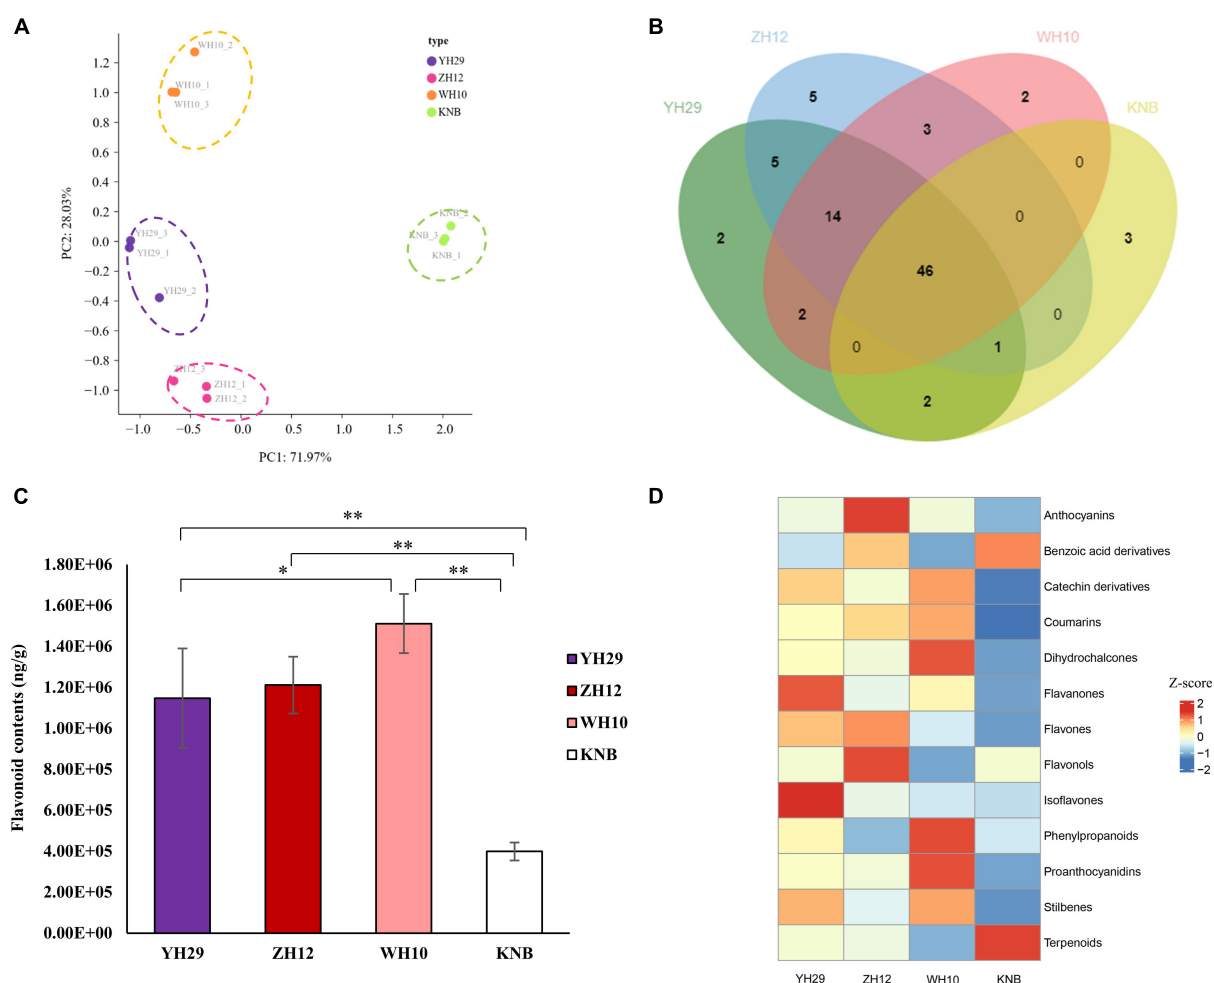 A
type
YH29
ZH12
WH10
KNB
WH10_2
WH10_1
WH10_3
YH29_3
YH29_1
YH29_2
ZH12_3
ZH12_1
ZH12_2
KNB_2
KNB_3
KNB_1
1.2
1.0
0.8
0.6
0.4
0.2
0.0
−0.2
−0.4
−0.6
−0.8
−1.0
PC2: 28.03%
−1.0 −0.5 0.0 0.5 1.0 1.5 2.0
PC1: 71.97%
B
ZH12 WH10
YH29 KNB
5 2
3
5 0
14 0
2 3
46
2 0
0 1
2
C
** 
**
* **
1.80E+06
1.60E+06
1.40E+06
1.20E+06
1.00E+06
8.00E+05
6.00E+05
4.00E+05
2.00E+05
0.00E+00
Flavonoid contents (ng/g)
YH29 ZH12 WH10 KNB
YH29
ZH12
WH10
KNB
D
Anthocyanins
Benzoic acid derivatives
Catechin derivatives
Coumarins
Dihydrochalcones
Flavanones
Flavones
Flavonols
Isoflavones
Phenylpropanoids
Proanthocyanidins
Stilbenes
Terpenoids
YH29 ZH12 WH10 KNB
Z-score
2
1
0
−1
−2